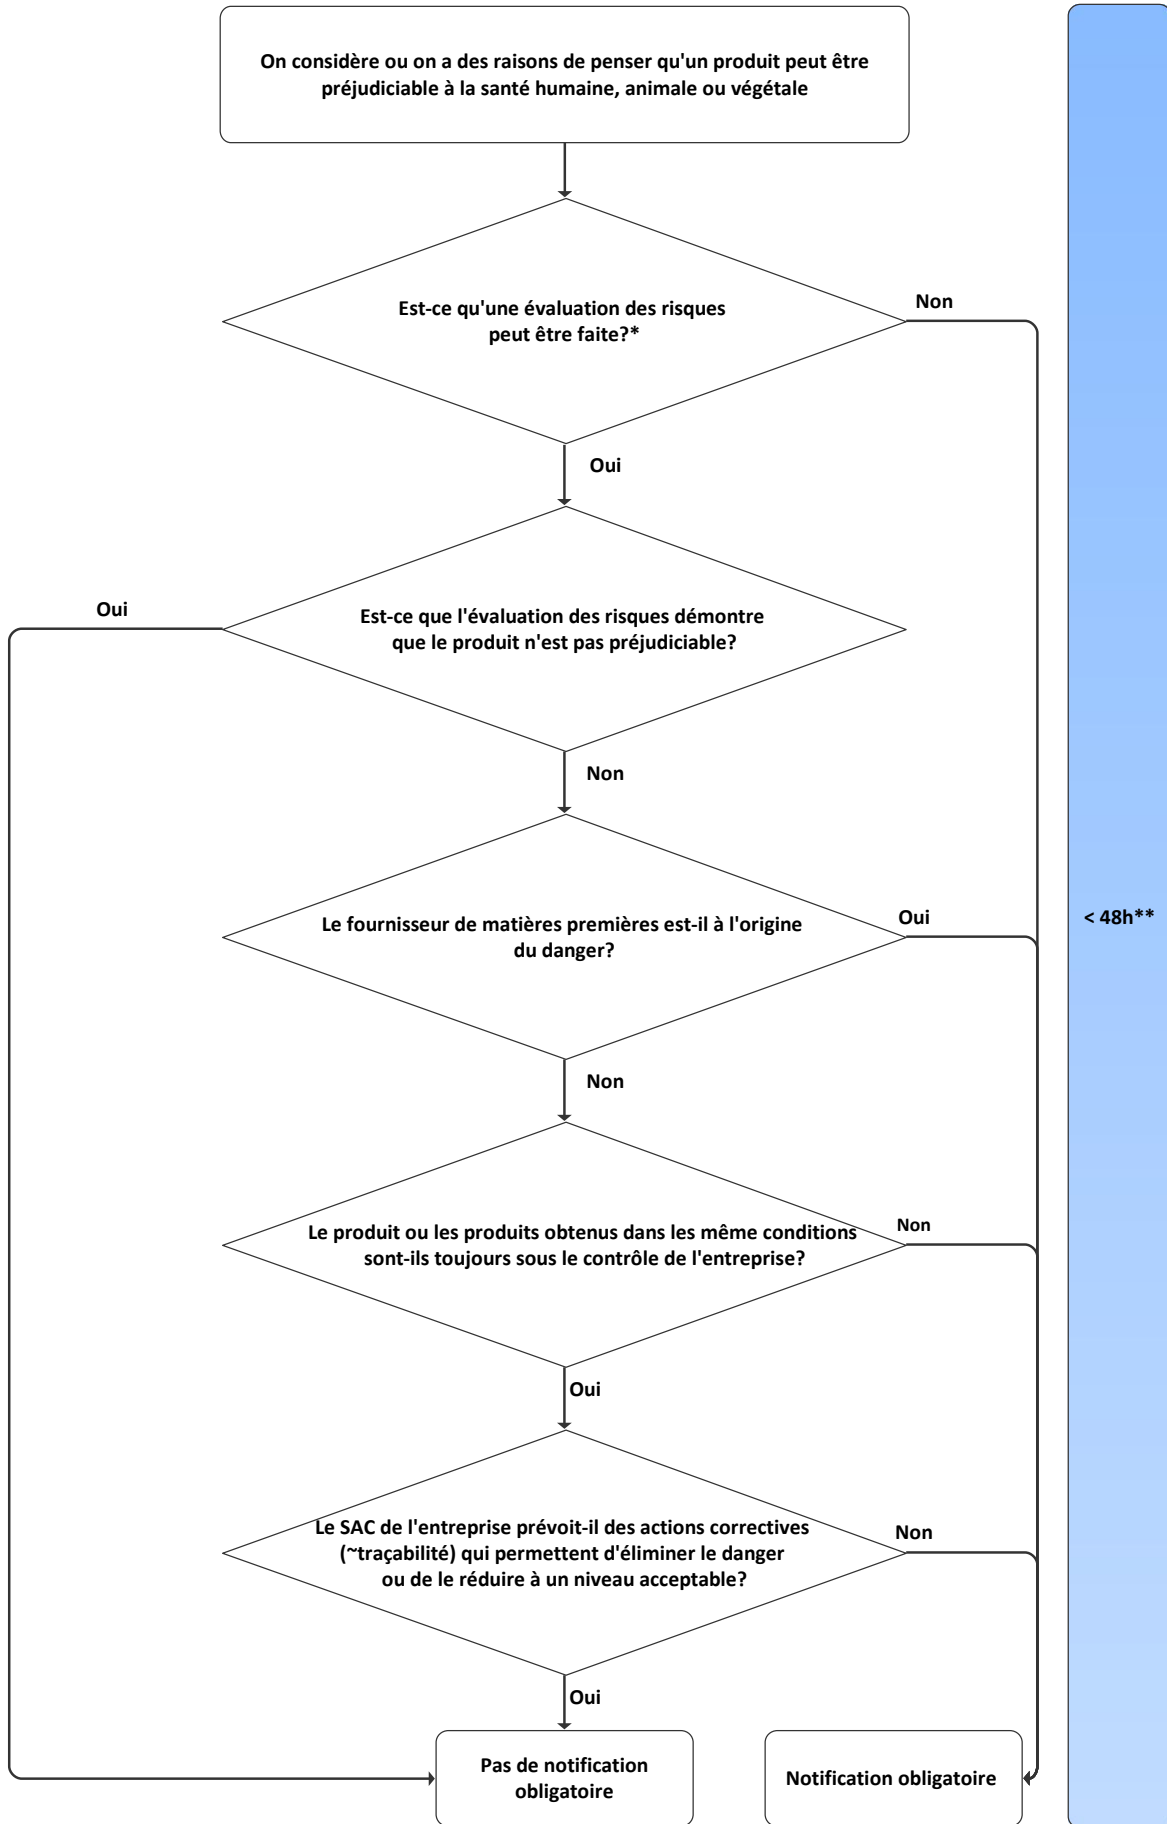 On considère ou on a des raisons de penser qu'un produit peut être
préjudiciable à la santé humaine, animale ou végétale
Est-ce qu'une évaluation des risques
peut être faite?*
Non
Oui
Est-ce que l'évaluation des risques démontre
que le produit n'est pas préjudiciable?
Oui
Non
Le fournisseur de matières premières est-il à l'origine
du danger?
Oui
< 48h**
Non
Le produit ou les produits obtenus dans les même conditions
sont-ils toujours sous le contrôle de l'entreprise?
Non
Oui
Le SAC de l'entreprise prévoit-il des actions correctives
(~traçabilité) qui permettent d'éliminer le danger
ou de le réduire à un niveau acceptable?
Non
Oui
Pas de notification
obligatoire
Notification obligatoire